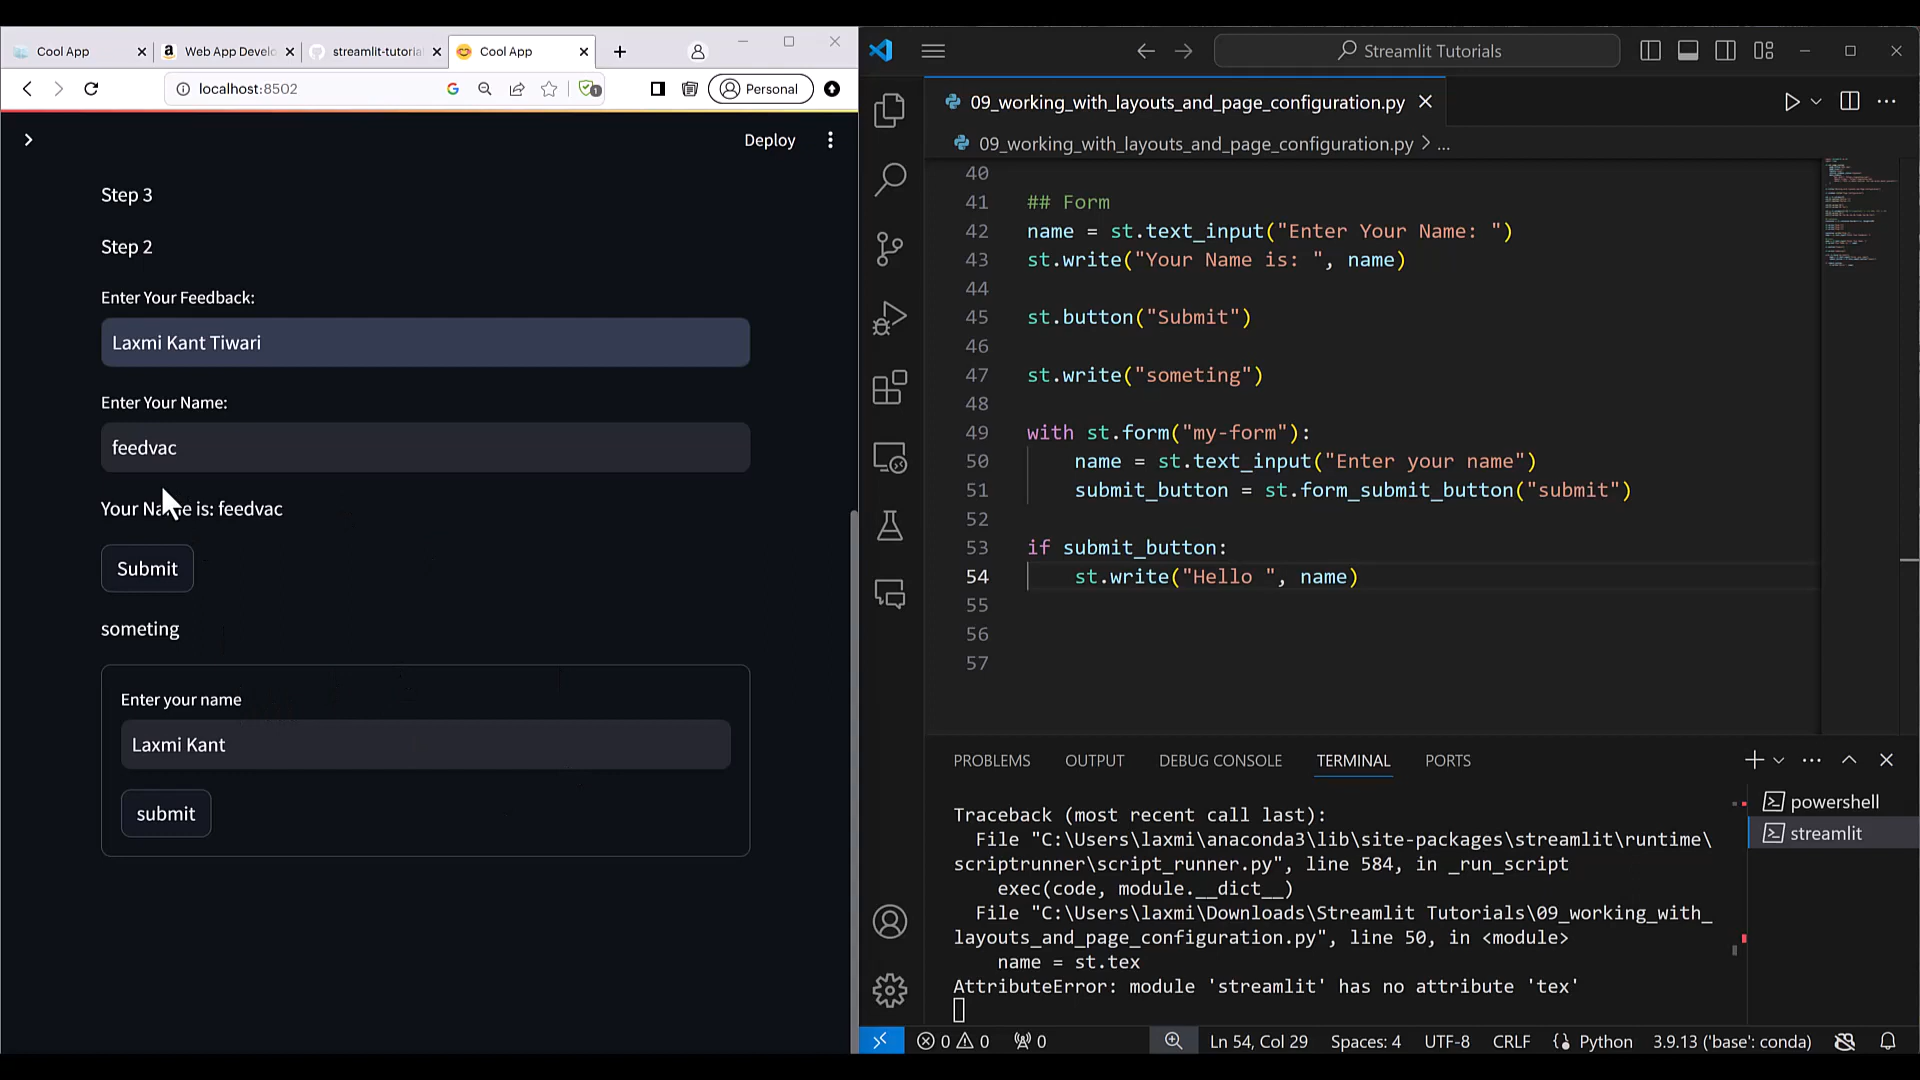 Cool App
Web App Develo
streamlit-tutoria
Cool App
localhost:8502
Personal
Deploy
Step 3
Step 2
Enter Your Feedback:
Laxmi Kant Tiwari
Enter Your Name:
feedvac
Your Name is: feedvac
Submit
someting
Enter your name
Laxmi Kant
submit
Streamlit Tutorials
09_working_with_layouts_and_page_configuration.py
09_working_with_layouts_and_page_configuration.py > ...
40
41 ## Form
42 name = st.text_input("Enter Your Name: ")
43 st.write("Your Name is: ", name)
44
45 st.button("Submit")
46
47 st.write("someting")
48
49 with st.form("my-form"):
50 name = st.text_input("Enter your name")
51 submit_button = st.form_submit_button("submit")
52
53 if submit_button:
54 st.write("Hello ", name)
55
56
57
PROBLEMS OUTPUT DEBUG CONSOLE TERMINAL PORTS
Traceback (most recent call last):
File "C:\Users\laxmi\anaconda3\lib\site-packages\streamlit\runtime\
scriptrunner\script_runner.py", line 584, in _run_script
exec(code, module.__dict__)
File "C:\Users\laxmi\Downloads\Streamlit Tutorials\09_working_with_
layouts_and_page_configuration.py", line 50, in <module>
name = st.tex
AttributeError: module 'streamlit' has no attribute 'tex'
powershell
streamlit
0 0 0 Ln 54, Col 29 Spaces: 4 UTF-8 CRLF Python 3.9.13 ('base': conda)